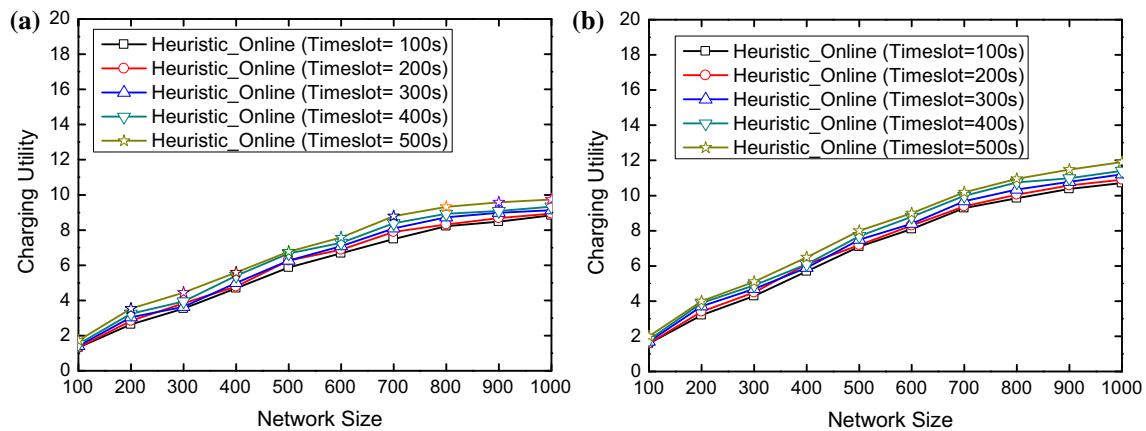 (a)
20
18
16
14
12
10
8
6
4
2
0
Charging Utility
Heuristic_Online (Timeslot= 100s)
Heuristic_Online (Timeslot= 200s)
Heuristic_Online (Timeslot= 300s)
Heuristic_Online (Timeslot= 400s)
Heuristic_Online (Timeslot= 500s)
100 200 300 400 500 600 700 800 900 1000
Network Size
(b)
20
18
16
14
12
10
8
6
4
2
0
Charging Utility
Heuristic_Online (Timeslot=100s)
Heuristic_Online (Timeslot=200s)
Heuristic_Online (Timeslot=300s)
Heuristic_Online (Timeslot=400s)
Heuristic_Online (Timeslot=500s)
100 200 300 400 500 600 700 800 900 1000
Network Size